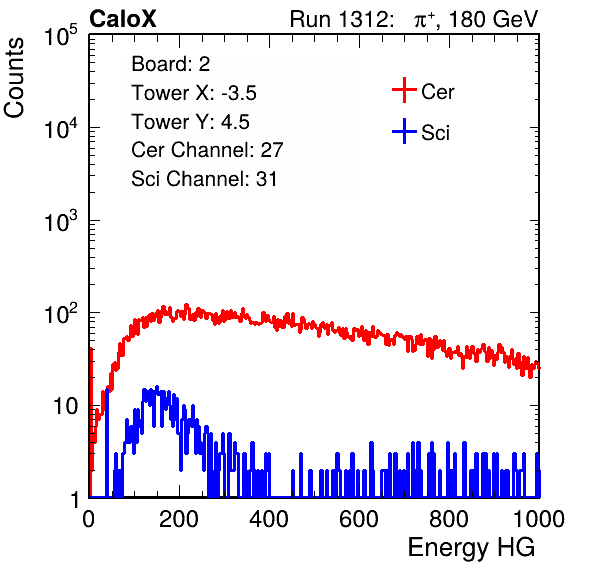 CaloX Run 1312: π⁺, 180 GeV
Counts
10⁵
10⁴
10³
10²
10
1
Board: 2
Tower X: -3.5
Tower Y: 4.5
Cer Channel: 27
Sci Channel: 31
Cer
Sci
0 200 400 600 800 1000
Energy HG